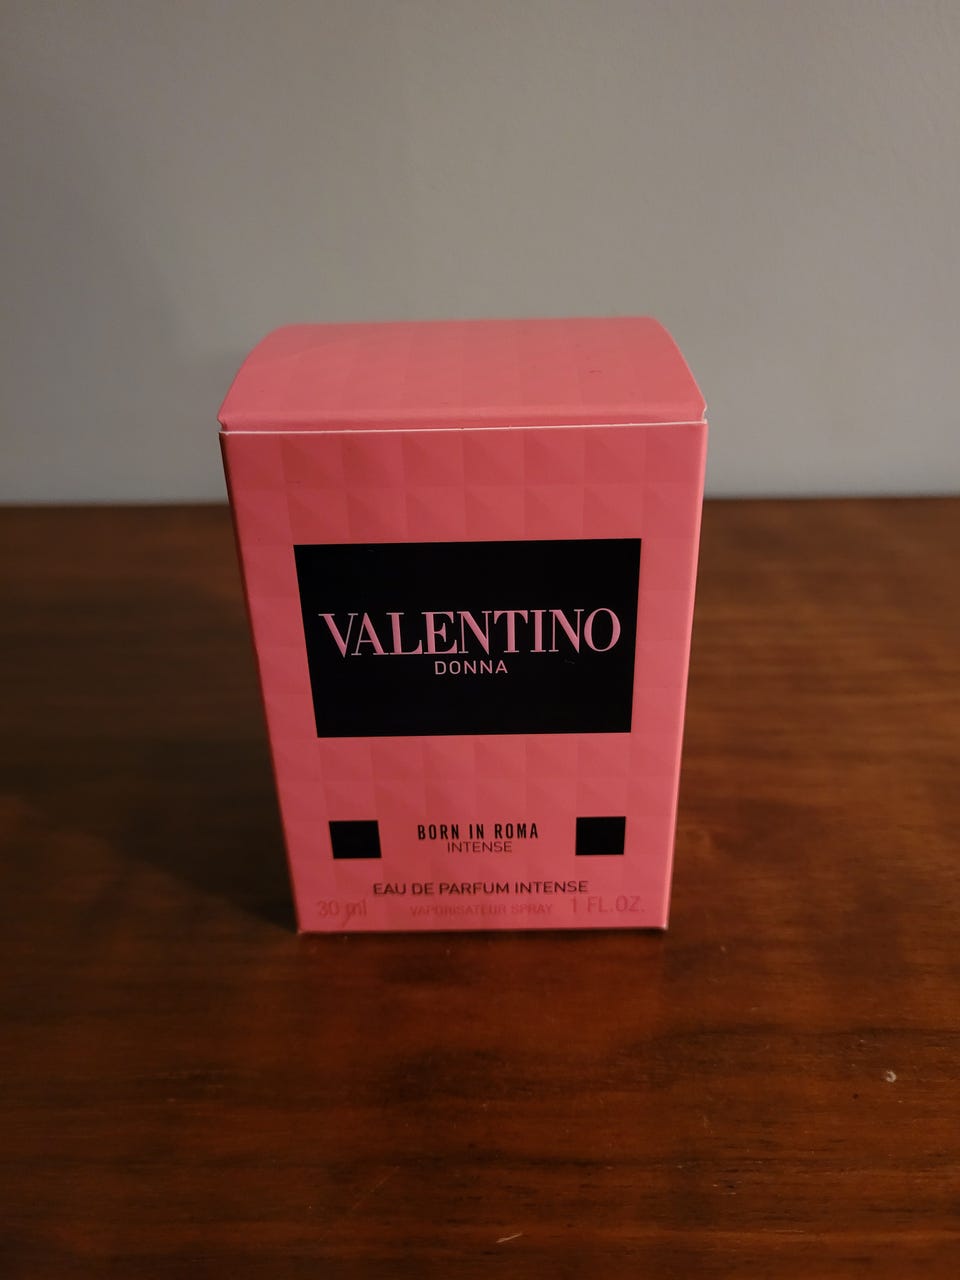 VALENTINO
DONNA
BORN IN ROMA
INTENSE
EAU DE PARFUM INTENSE
30 ml VAPORISATEUR SPRAY 1 FL.OZ.